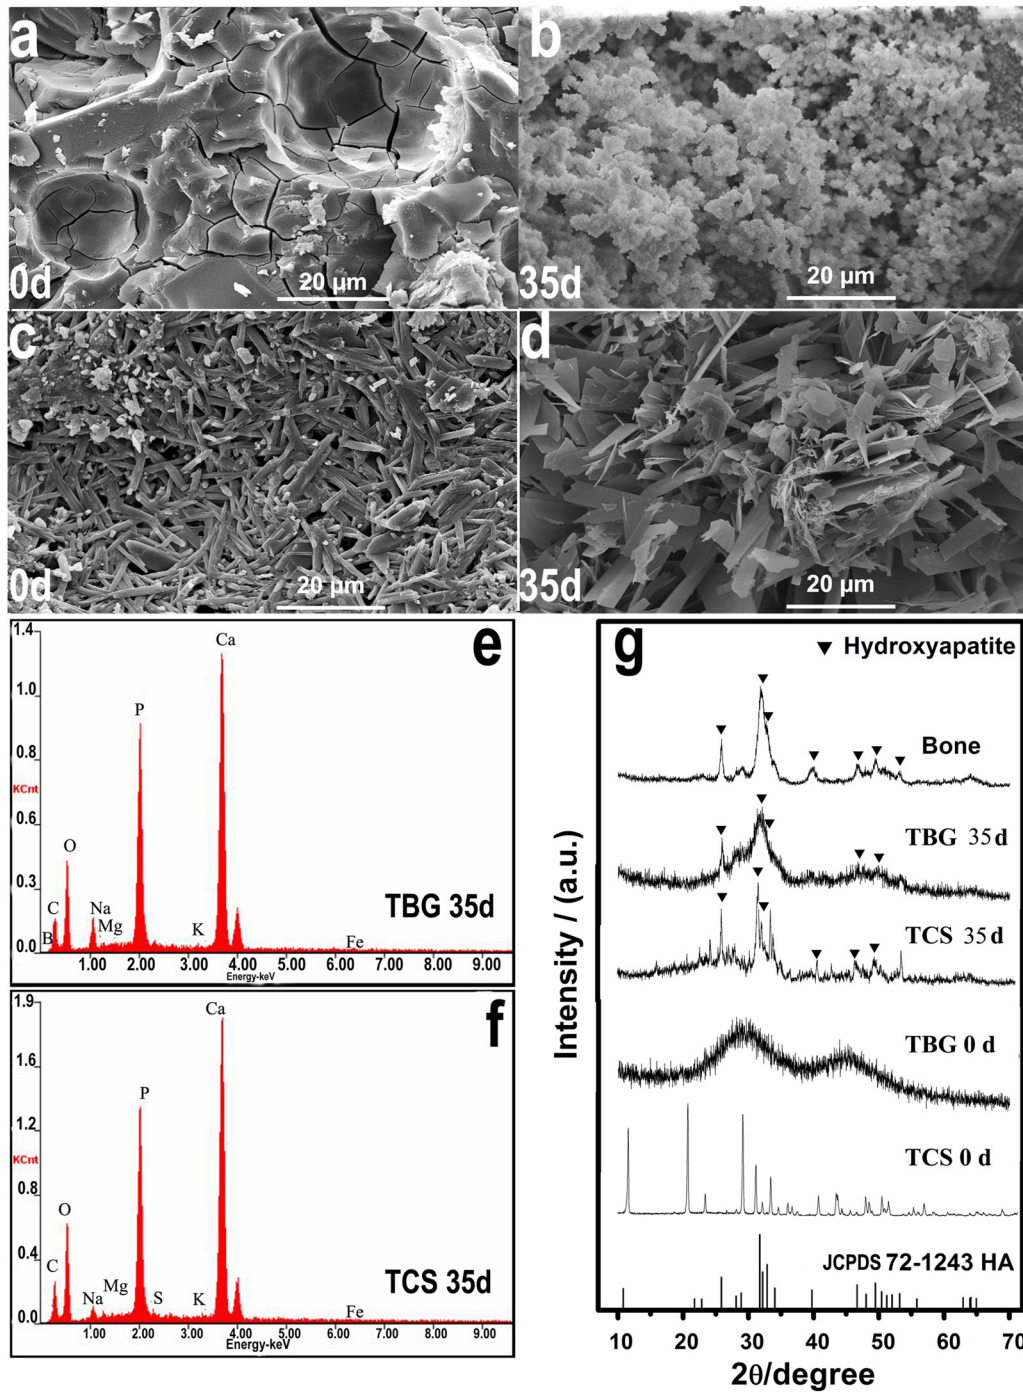 a
0d
20 µm
b
35d
20 µm
c
0d
20 µm
d
35d
20 µm
e
1.4
1.0
0.8
KCnt
0.6
0.3
0.0
B
C
O
Na
Mg
P
K
Ca
Fe
TBG 35d
1.00 2.00 3.00 4.00 5.00 6.00 7.00 8.00 9.00
Energy-keV
f
1.9
1.2
KCnt
0.8
0.4
0.0
C
O
Na
Mg
P
S
K
Ca
Fe
TCS 35d
1.00 2.00 3.00 4.00 5.00 6.00 7.00 8.00 9.00
Energy-keV
g
▼ Hydroxyapatite
Bone
TBG 35d
TCS 35d
TBG 0 d
TCS 0 d
JCPDS 72-1243 HA
Intensity / (a.u.)
10 20 30 40 50 60 70
2θ/degree